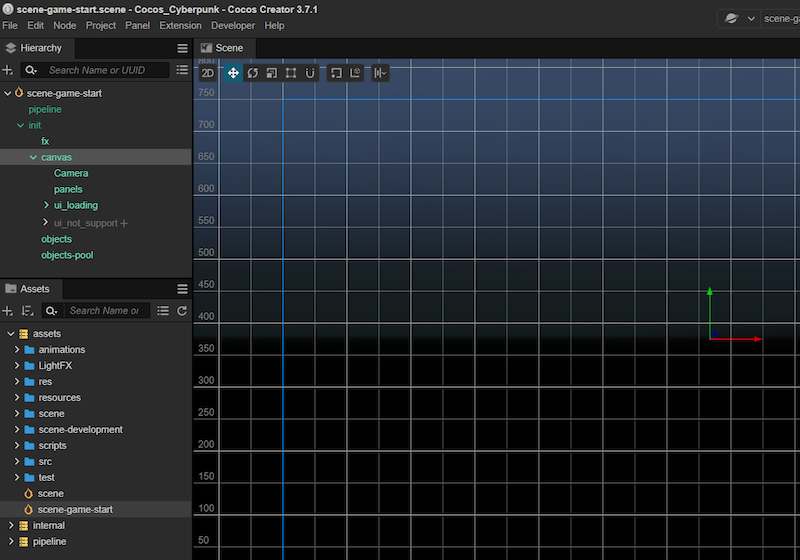 scene-game-start.scene - Cocos_Cyberpunk - Cocos Creator 3.7.1
File Edit Node Project Panel Extension Developer Help
scene-g
Hierarchy
Scene
Search Name or UUID
2D
scene-game-start
pipeline
init
fx
canvas
Camera
panels
ui_loading
ui_not_support
objects
objects-pool
Assets
Search Name or
assets
animations
LightFX
res
resources
scene
scene-development
scripts
src
test
scene
scene-game-start
internal
pipeline
800
750
700
650
600
550
500
450
400
350
300
250
200
150
100
50